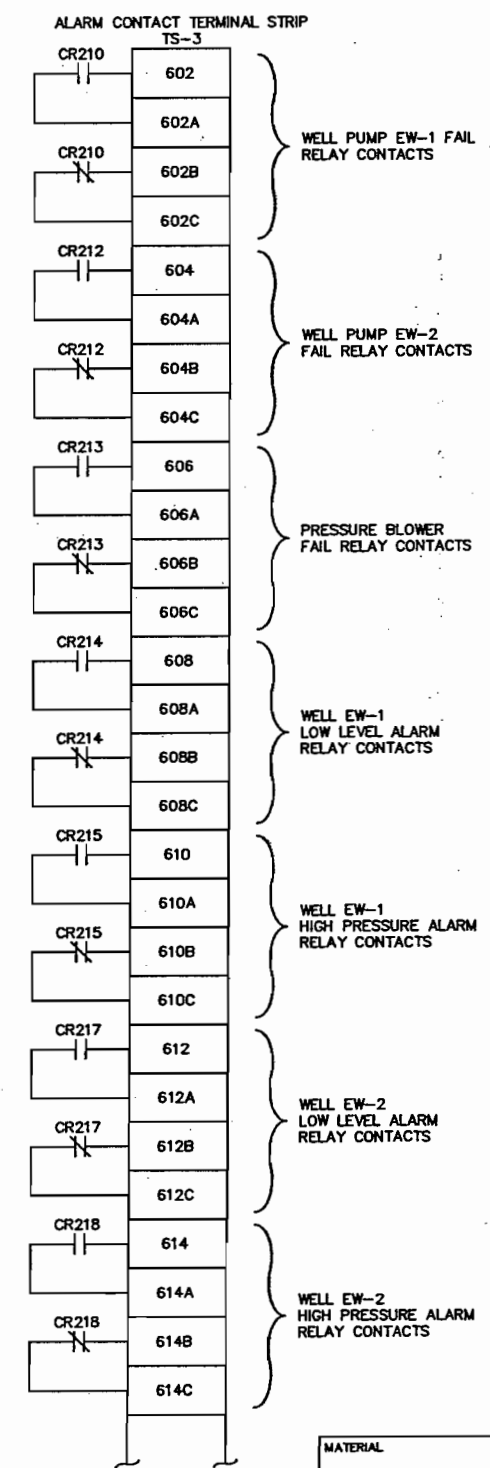 ALARM CONTACT TERMINAL STRIP
TS-3
CR210
602
602A
WELL PUMP EW-1 FAIL
RELAY CONTACTS
CR210
602B
602C
CR212
604
604A
WELL PUMP EW-2
FAIL RELAY CONTACTS
CR212
604B
604C
CR213
606
606A
PRESSURE BLOWER
FAIL RELAY CONTACTS
CR213
606B
606C
CR214
608
608A
WELL EW-1
LOW LEVEL ALARM
RELAY CONTACTS
CR214
608B
608C
CR215
610
610A
WELL EW-1
HIGH PRESSURE ALARM
RELAY CONTACTS
CR215
610B
610C
CR217
612
612A
WELL EW-2
LOW LEVEL ALARM
RELAY CONTACTS
CR217
612B
612C
CR218
614
614A
WELL EW-2
HIGH PRESSURE ALARM
RELAY CONTACTS
CR218
614B
614C
MATERIAL